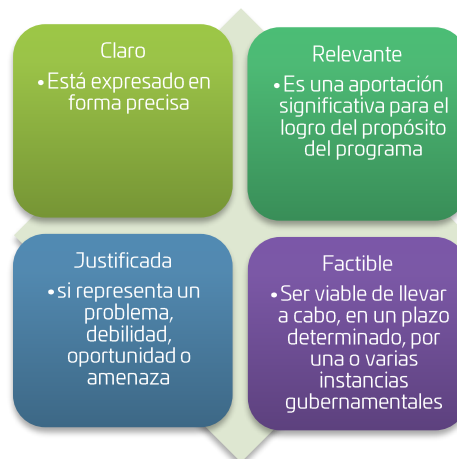 Claro
•Está expresado en
forma precisa
Relevante
•Es una aportación
significativa para el
logro del propósito
del programa
Justificada
•si representa un
problema,
debilidad,
oportunidad o
amenaza
Factible
•Ser viable de llevar
a cabo, en un plazo
determinado, por
una o varias
instancias
gubernamentales